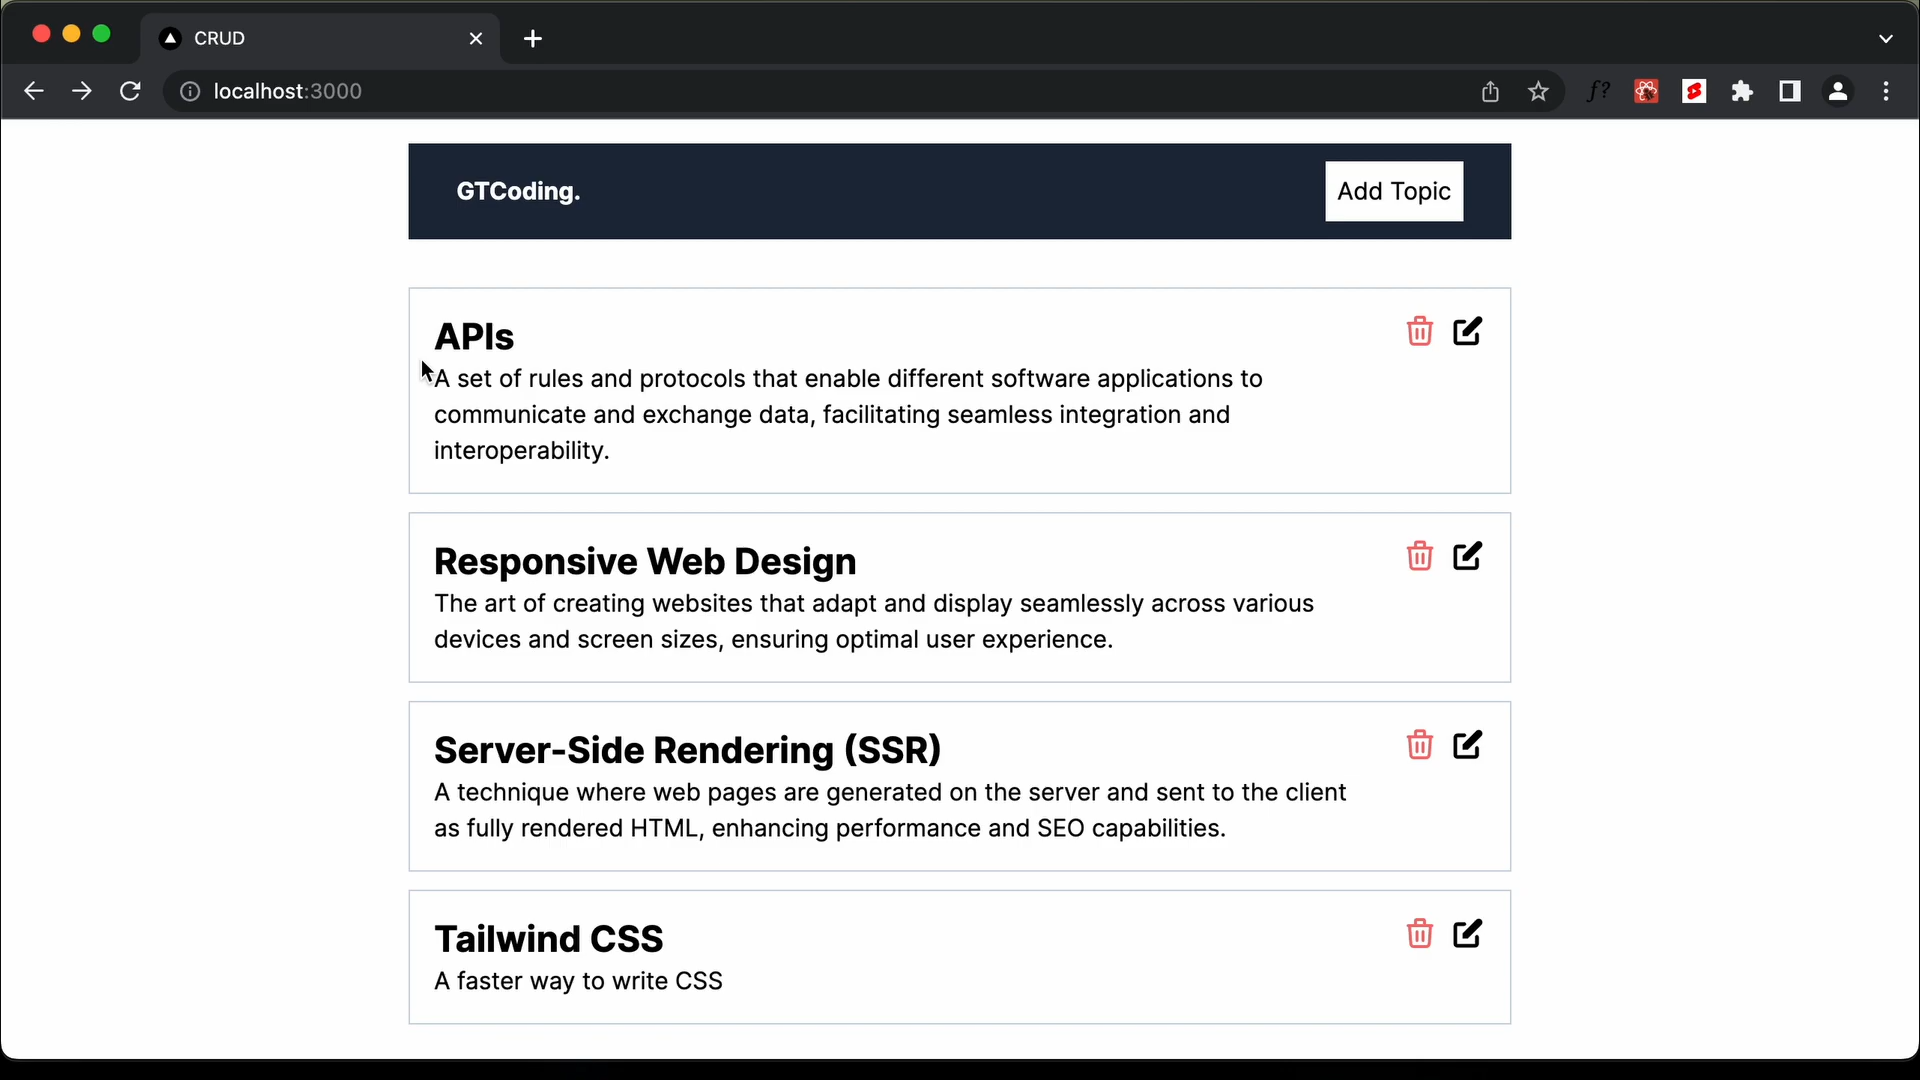 CRUD
localhost:3000
f?
GTCoding.
Add Topic
APIs
A set of rules and protocols that enable different software applications to
communicate and exchange data, facilitating seamless integration and
interoperability.
Responsive Web Design
The art of creating websites that adapt and display seamlessly across various
devices and screen sizes, ensuring optimal user experience.
Server-Side Rendering (SSR)
A technique where web pages are generated on the server and sent to the client
as fully rendered HTML, enhancing performance and SEO capabilities.
Tailwind CSS
A faster way to write CSS